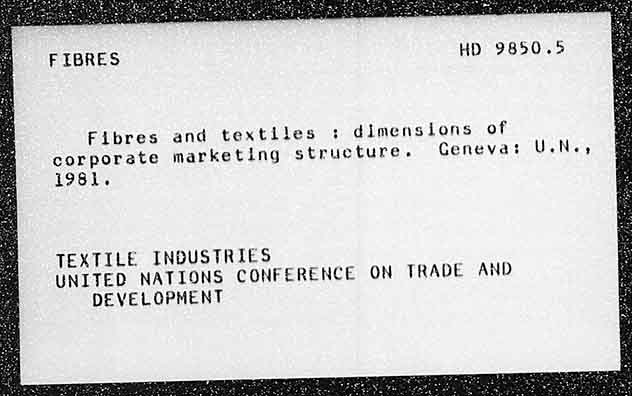 FIBRES
HD 9850.5
Fibres and textiles : dimensions of
corporate marketing structure. Geneva: U.N.,
1981.
TEXTILE INDUSTRIES
UNITED NATIONS CONFERENCE ON TRADE AND
DEVELOPMENT